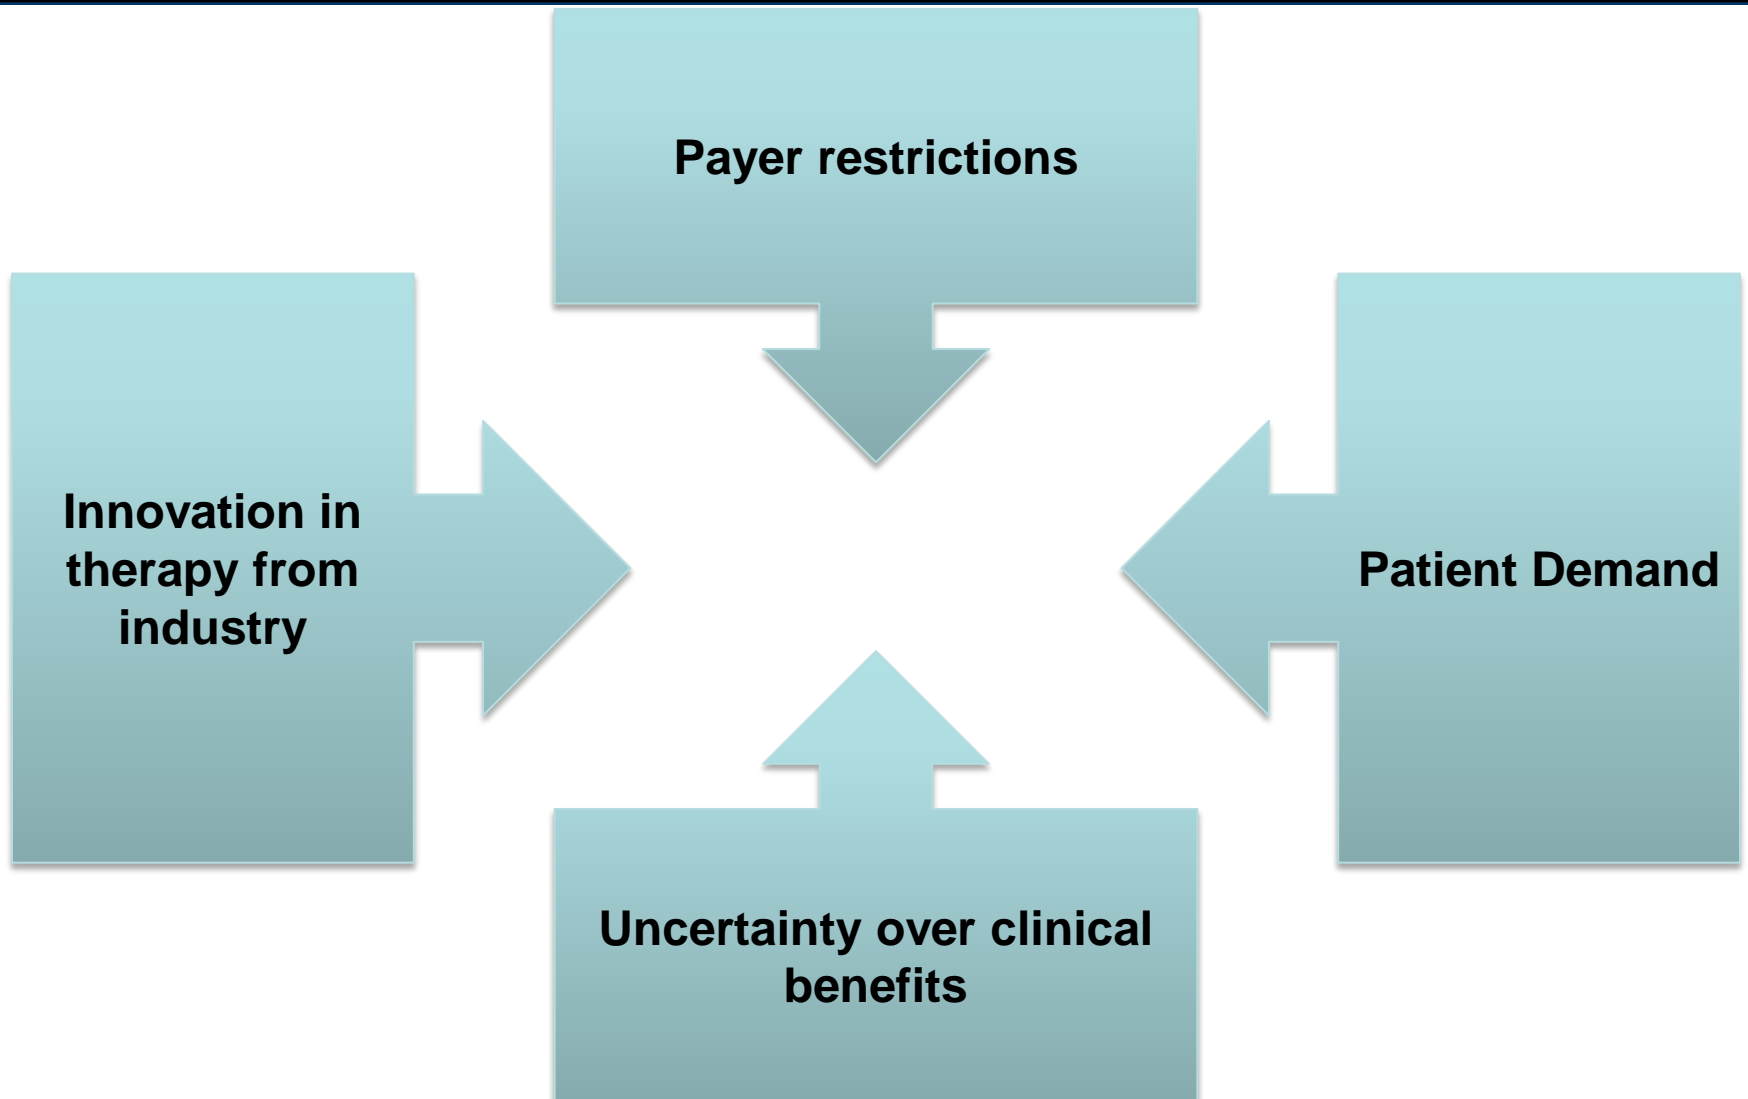 Payer restrictions
Innovation in
therapy from
industry
Patient Demand
Uncertainty over clinical
benefits